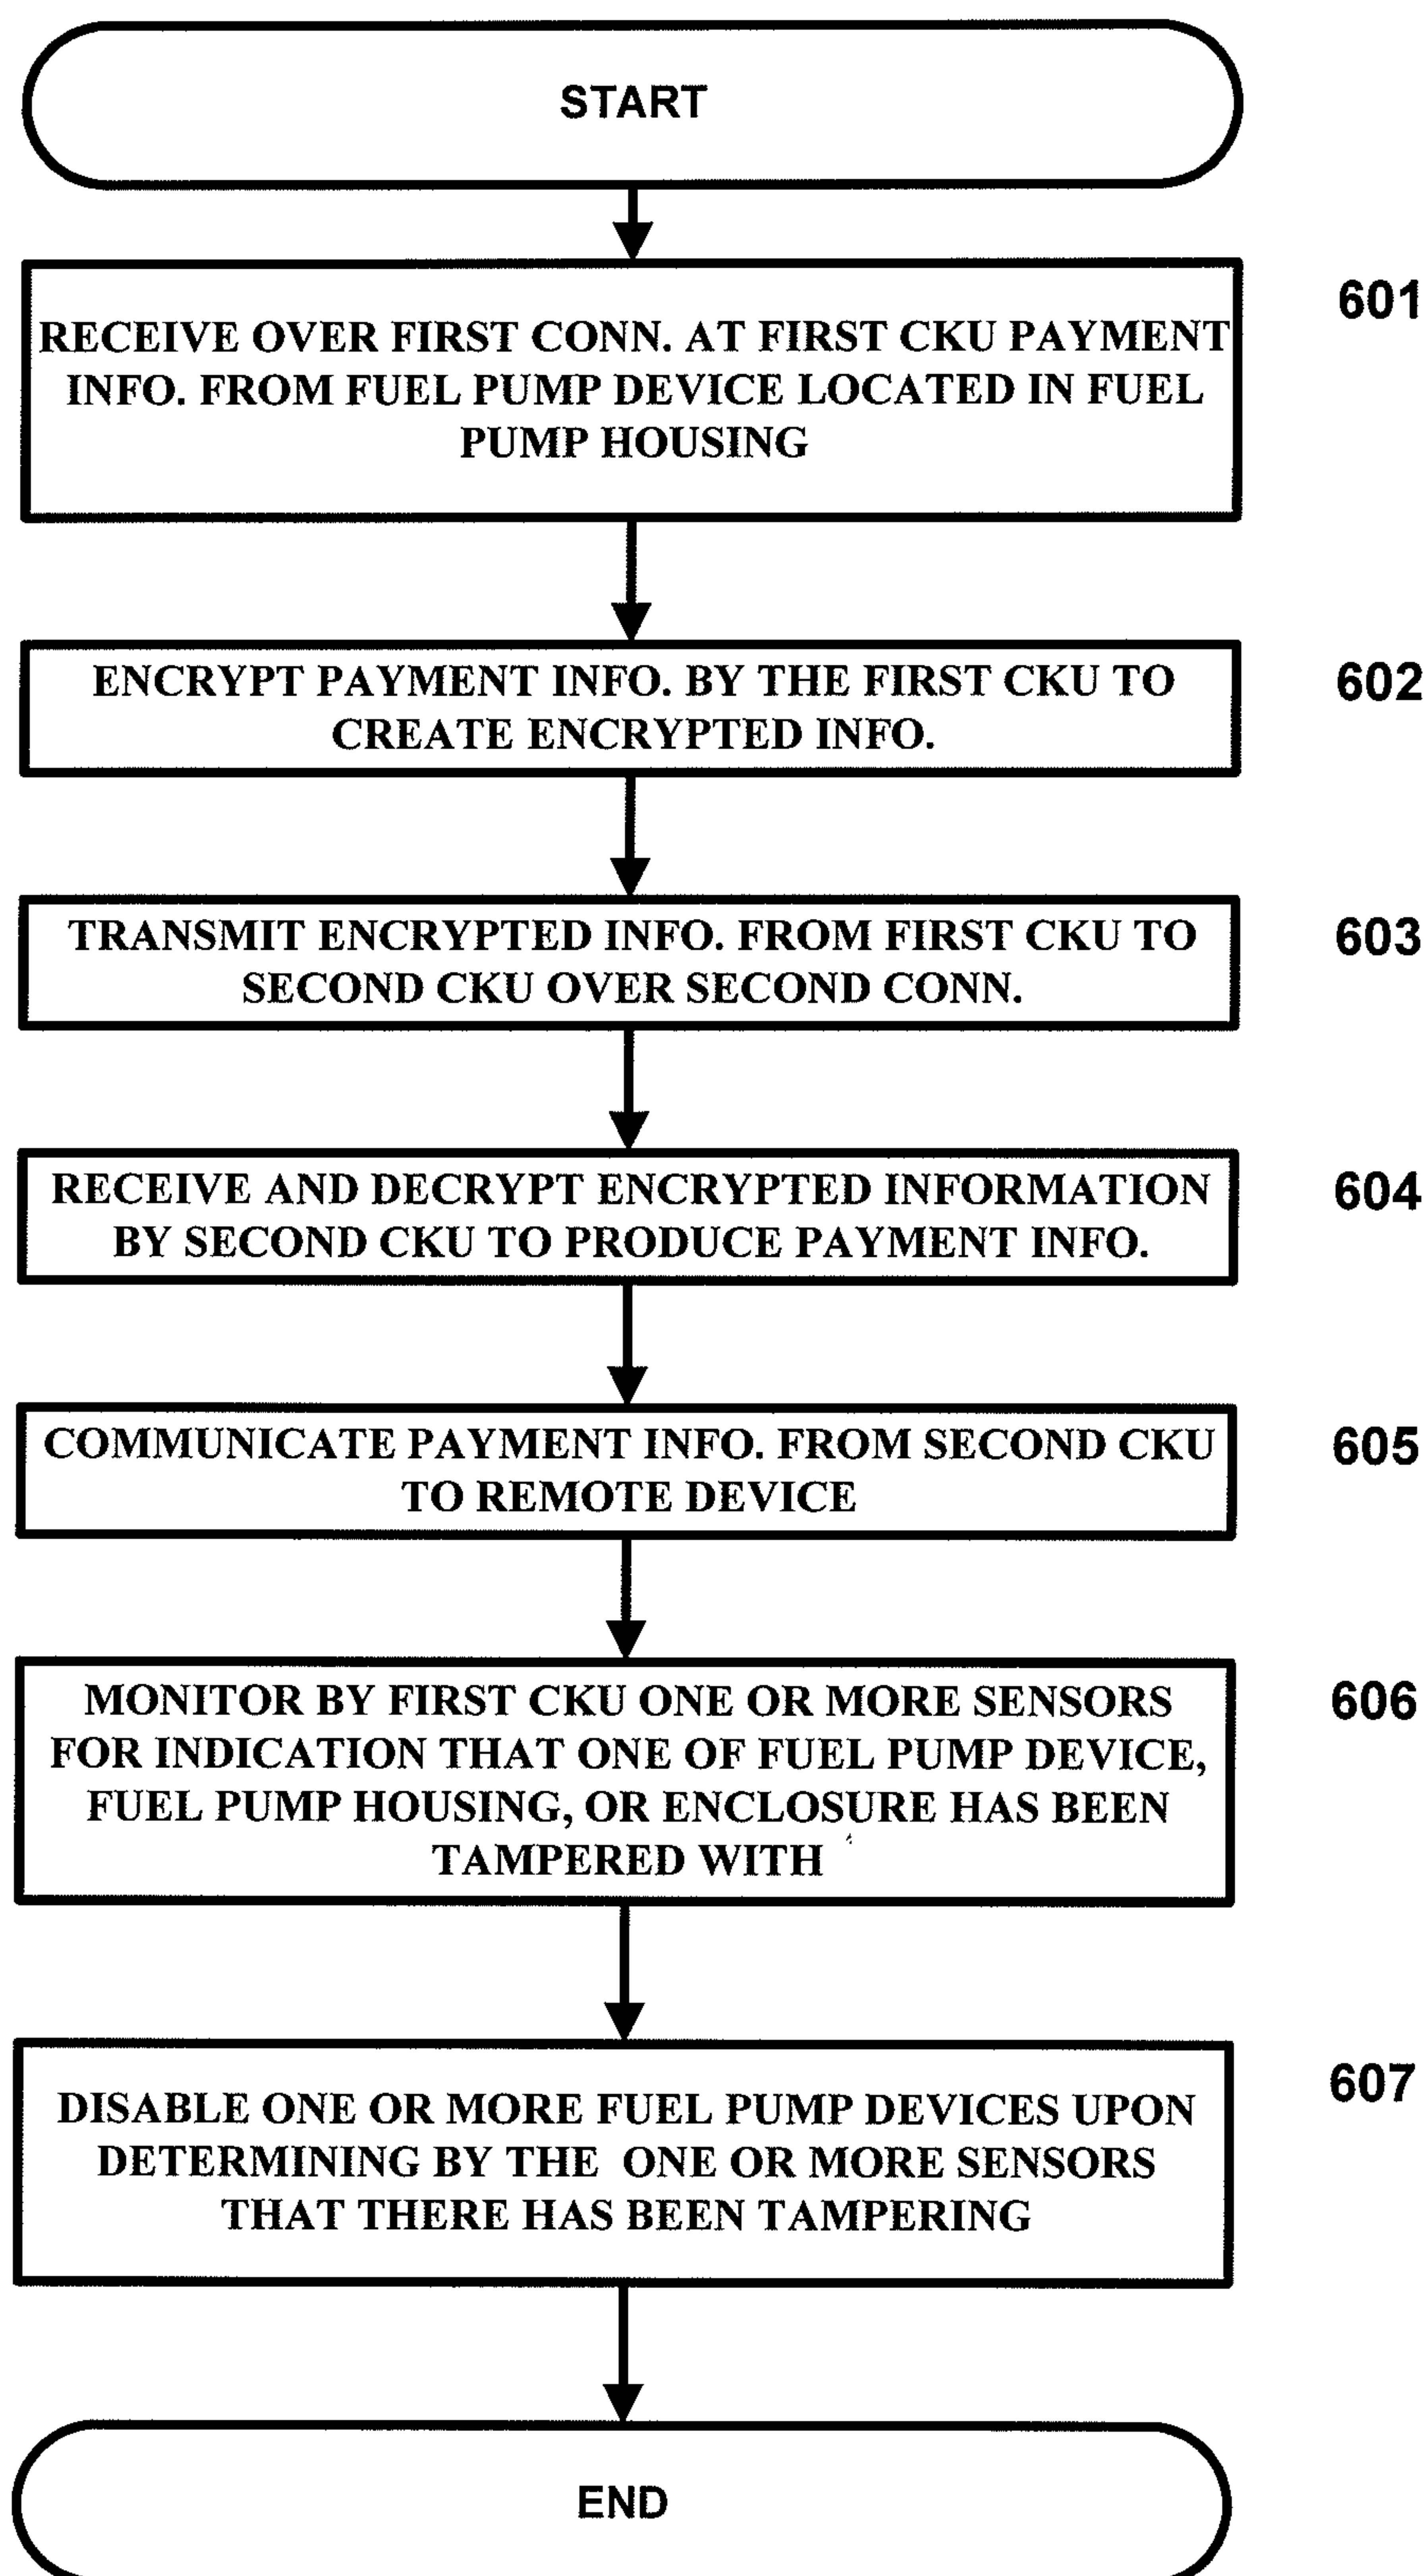 START
601
RECEIVE OVER FIRST CONN. AT FIRST CKU PAYMENT
INFO. FROM FUEL PUMP DEVICE LOCATED IN FUEL
PUMP HOUSING
602
ENCRYPT PAYMENT INFO. BY THE FIRST CKU TO
CREATE ENCRYPTED INFO.
603
TRANSMIT ENCRYPTED INFO. FROM FIRST CKU TO
SECOND CKU OVER SECOND CONN.
604
RECEIVE AND DECRYPT ENCRYPTED INFORMATION
BY SECOND CKU TO PRODUCE PAYMENT INFO.
605
COMMUNICATE PAYMENT INFO. FROM SECOND CKU
TO REMOTE DEVICE
606
MONITOR BY FIRST CKU ONE OR MORE SENSORS
FOR INDICATION THAT ONE OF FUEL PUMP DEVICE,
FUEL PUMP HOUSING, OR ENCLOSURE HAS BEEN
TAMPERED WITH
607
DISABLE ONE OR MORE FUEL PUMP DEVICES UPON
DETERMINING BY THE ONE OR MORE SENSORS
THAT THERE HAS BEEN TAMPERING
END